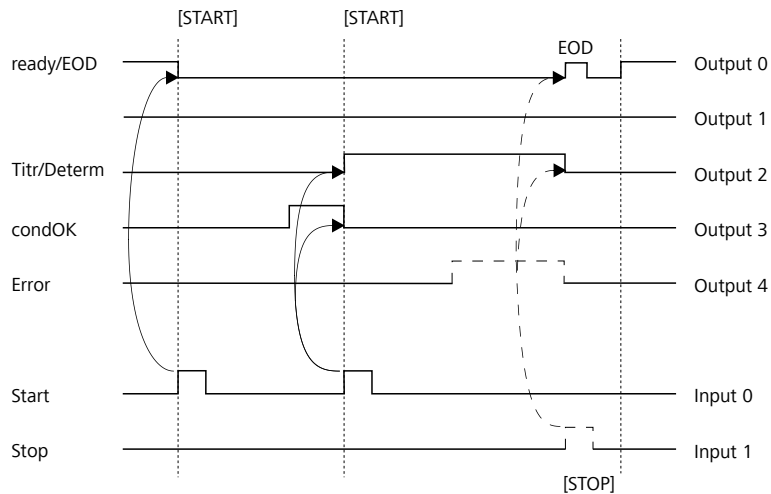 [START] [START]
EOD
ready/EOD Output 0
Output 1
Titr/Determ Output 2
condOK Output 3
Error Output 4
Start Input 0
Stop Input 1
[STOP]